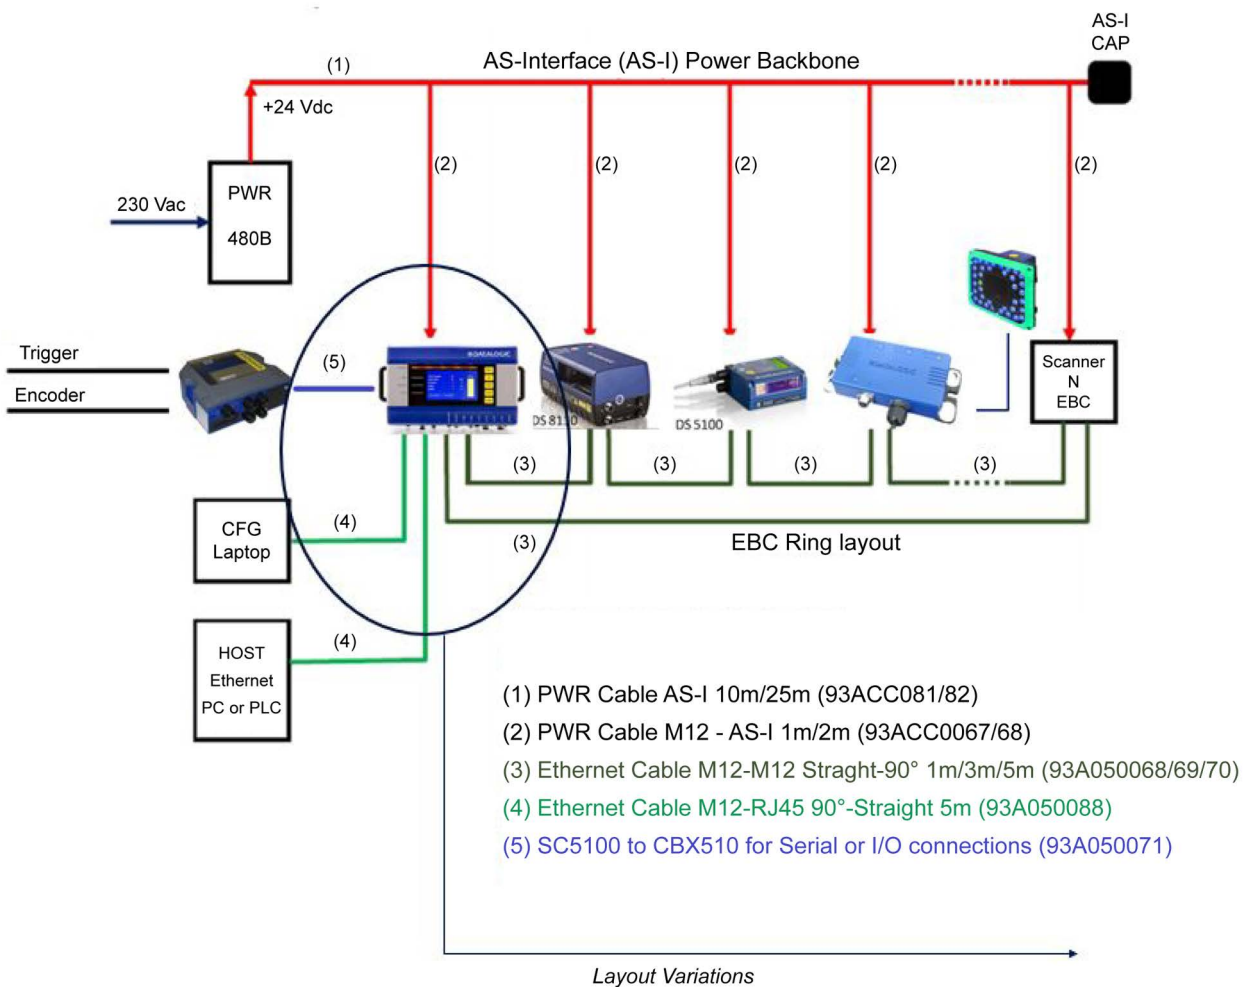 AS-I
CAP
AS-Interface (AS-I) Power Backbone
(1)
+24 Vdc
(2)
(2)
(2)
(2)
(2)
PWR
480B
230 Vac
Trigger
Encoder
(5)
DATALOGIC
DS 5100
Scanner
N
EBC
(3)
(3)
(3)
(3)
(3)
EBC Ring layout
CFG
Laptop
(4)
HOST
Ethernet
PC or PLC
(4)
(1) PWR Cable AS-I 10m/25m (93ACC081/82)
(2) PWR Cable M12 - AS-I 1m/2m (93ACC0067/68)
(3) Ethernet Cable M12-M12 Straght-90° 1m/3m/5m (93A050068/69/70)
(4) Ethernet Cable M12-RJ45 90°-Straight 5m (93A050088)
(5) SC5100 to CBX510 for Serial or I/O connections (93A050071)
Layout Variations